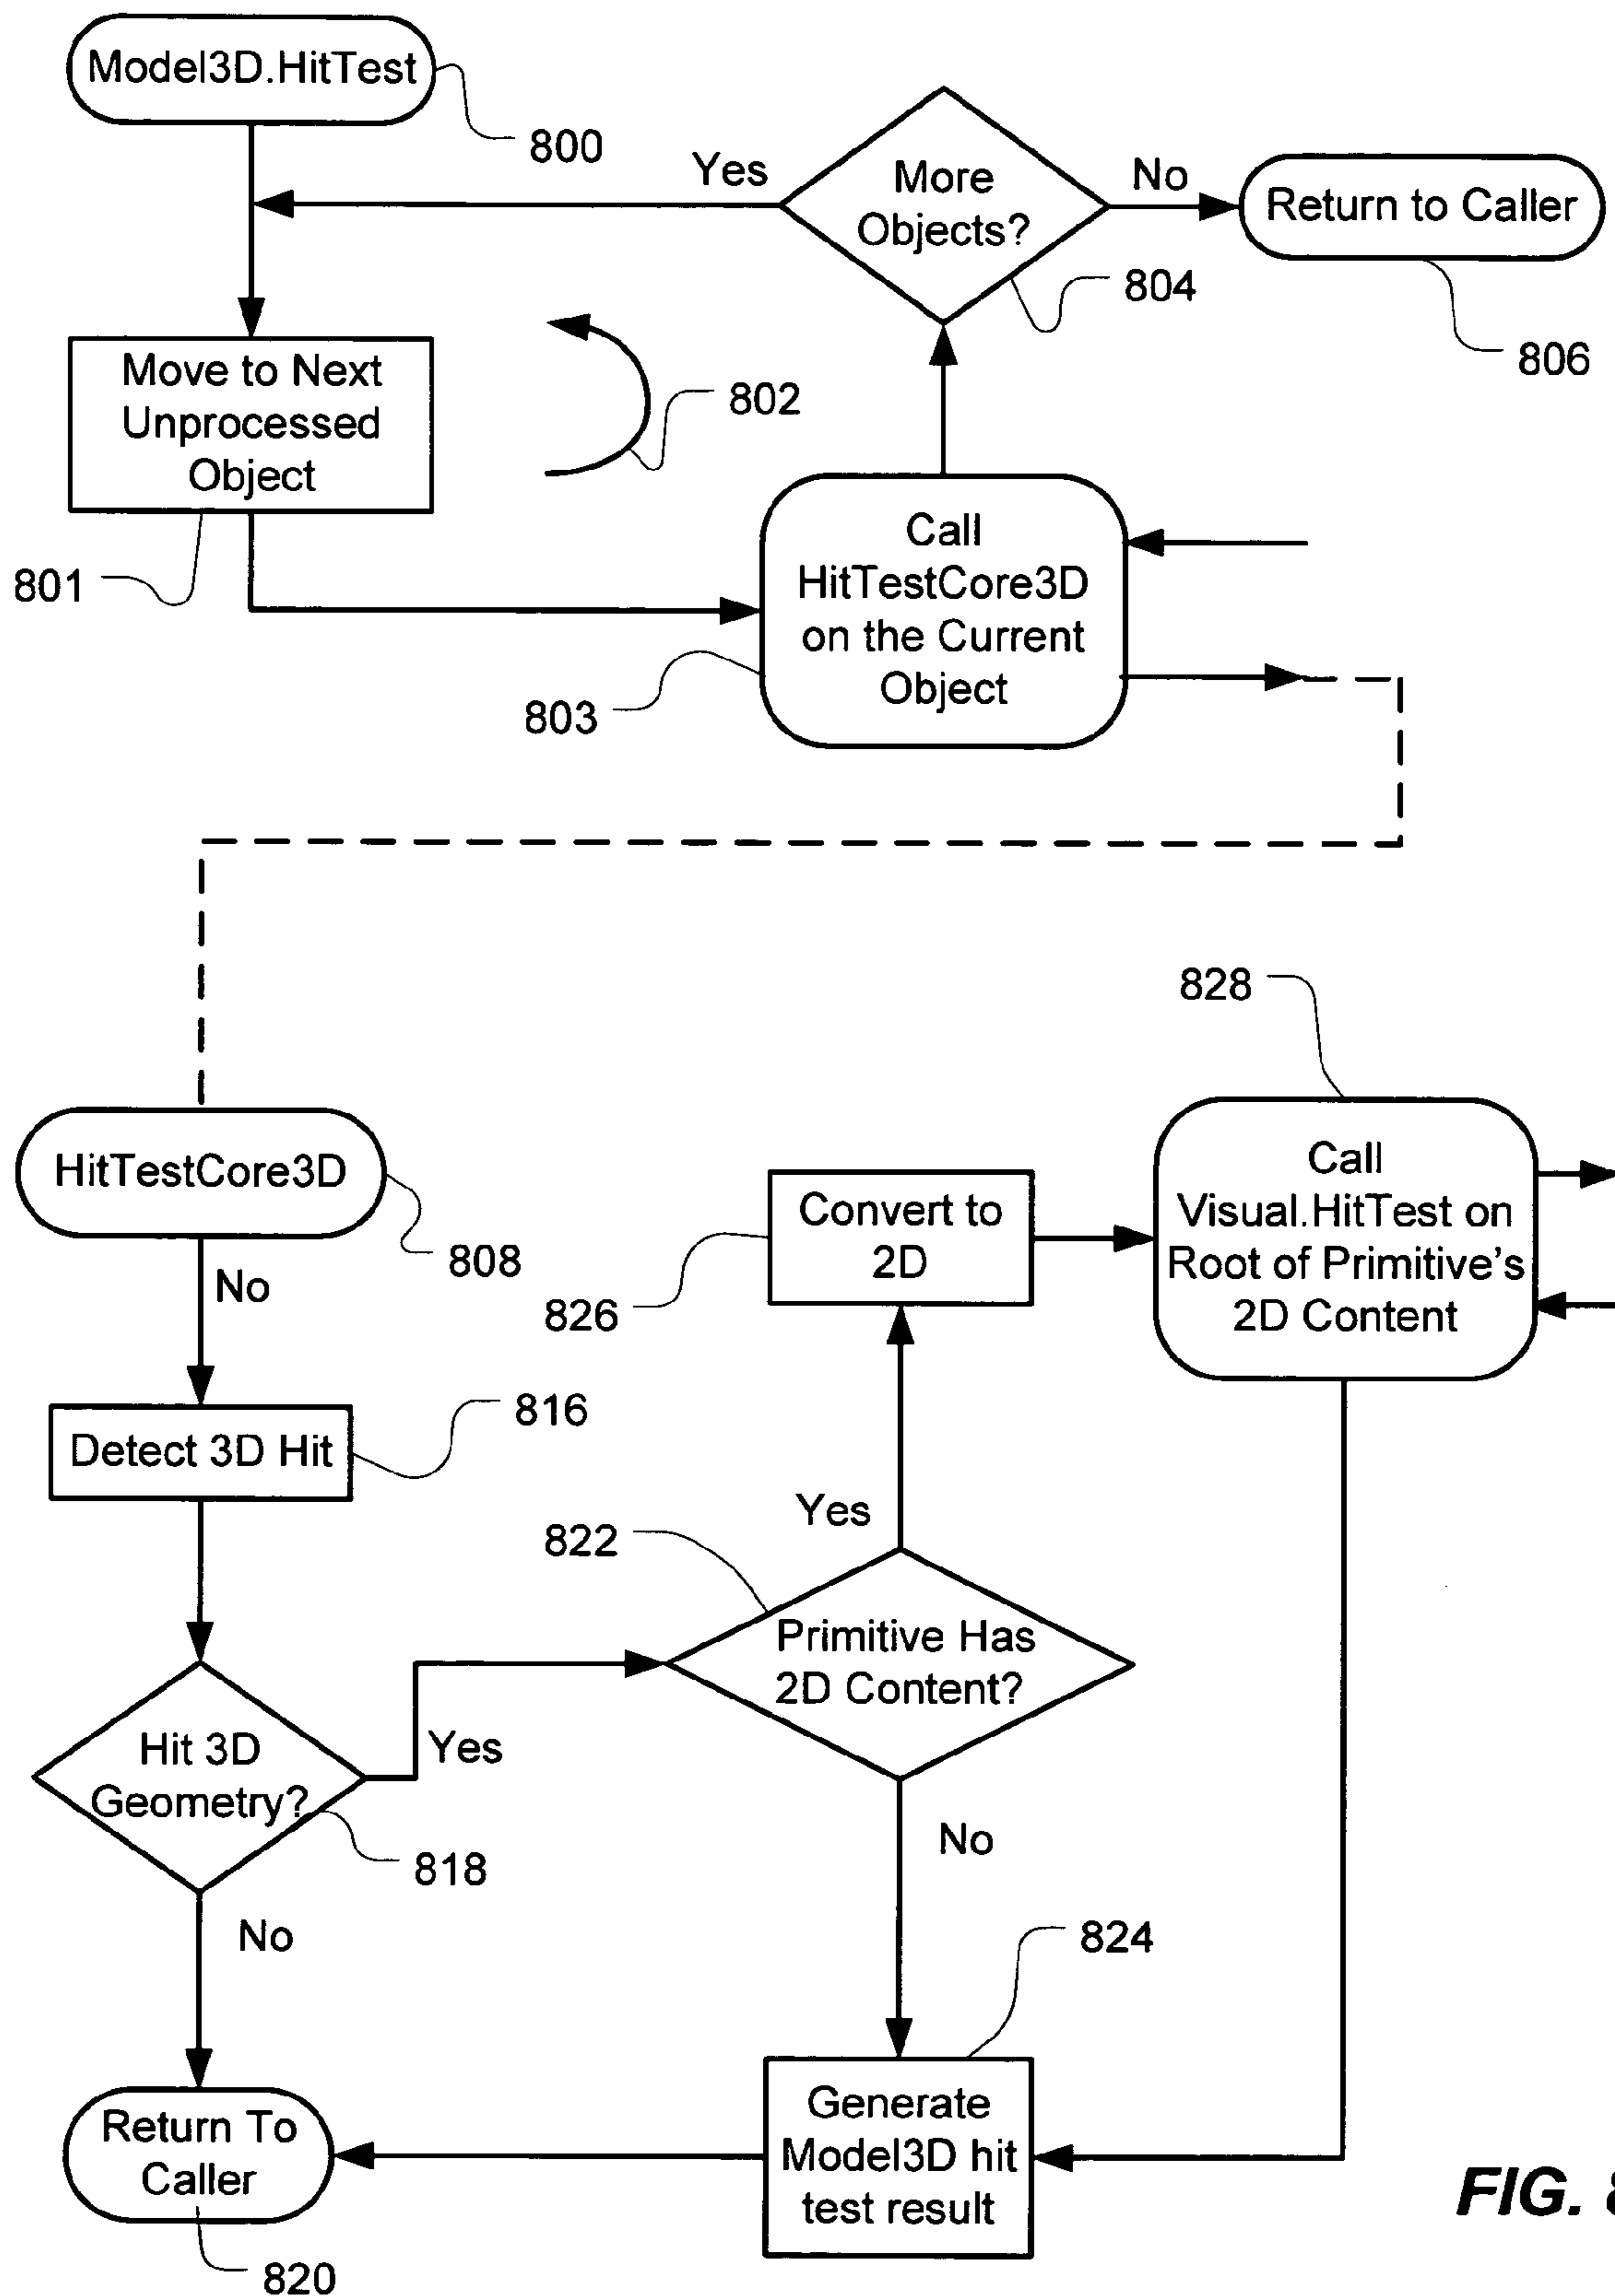 Model3D.HitTest
800
Yes
More
Objects?
No
Return to Caller
804
806
Move to Next
Unprocessed
Object
802
801
Call
HitTestCore3D
on the Current
Object
803
828
HitTestCore3D
808
No
Convert to
2D
826
Call
Visual.HitTest on
Root of Primitive's
2D Content
Detect 3D Hit
816
Yes
822
Primitive Has
2D Content?
Hit 3D
Geometry?
Yes
818
No
No
824
Return To
Caller
820
Generate
Model3D hit
test result
FIG. 8